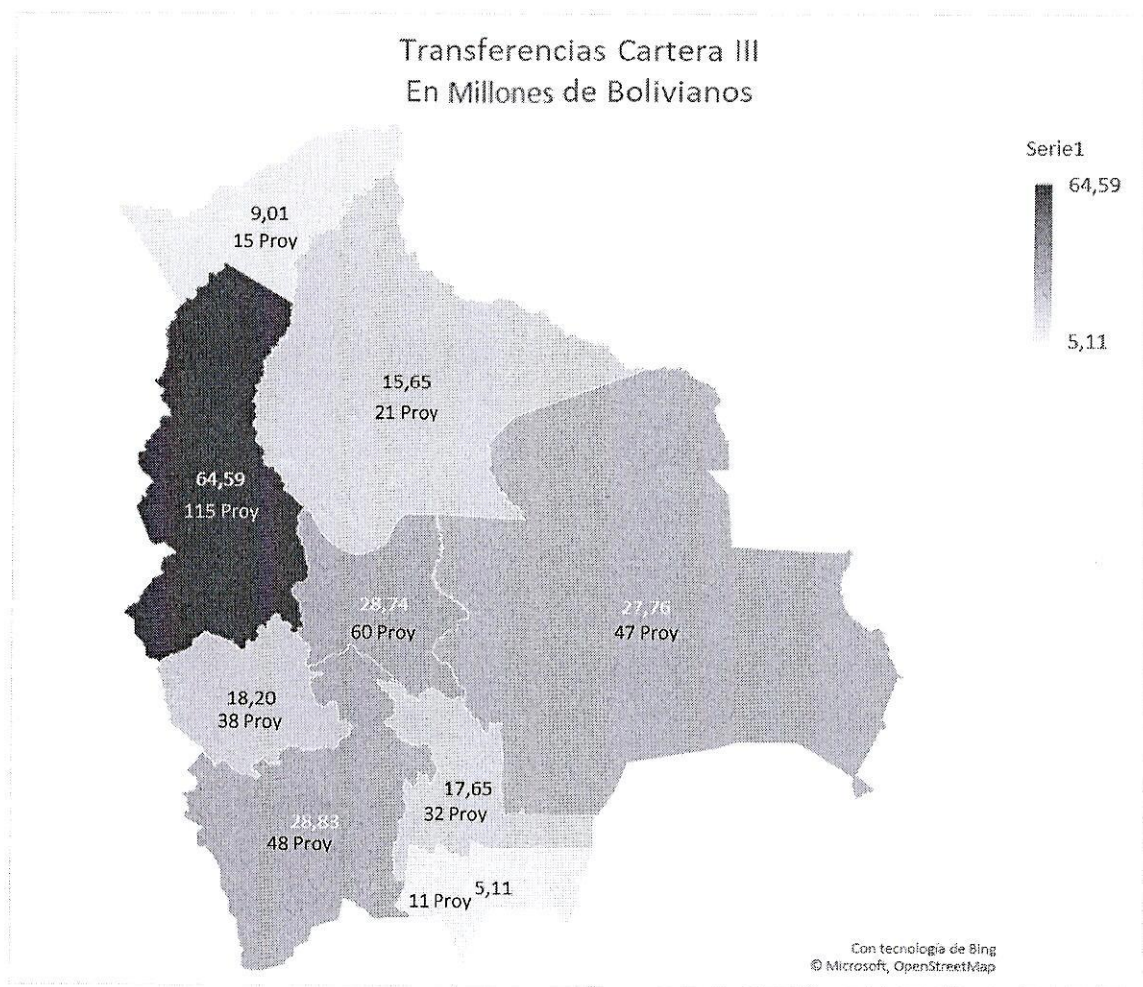 Transferencias Cartera III
En Millones de Bolivianos
Serie1
64,59
5,11
9,01
15 Proy
15,65
21 Proy
64,59
115 Proy
28,74
60 Proy
27,76
47 Proy
18,20
38 Proy
17,65
32 Proy
28,83
48 Proy
11 Proy 5,11
Con tecnología de Bing
© Microsoft, OpenStreetMap